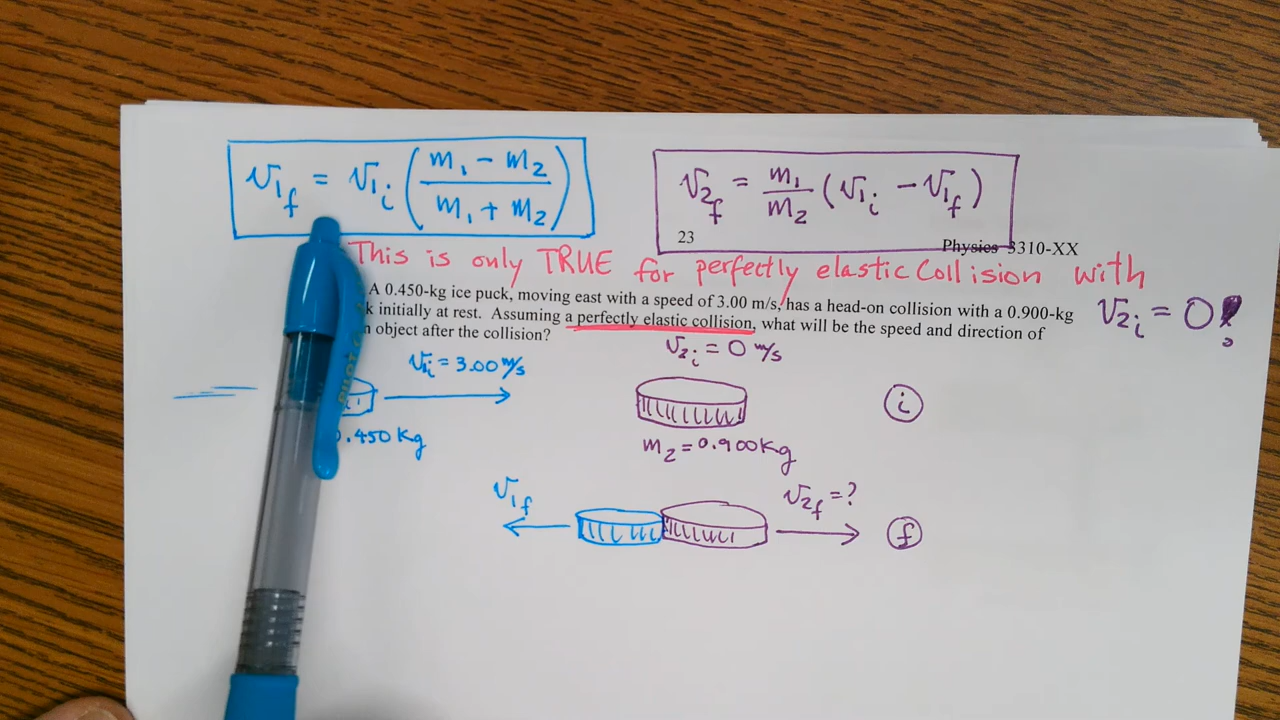 v1f = v1i (m1 - m2 / m1 + m2)
v2f = m1/m2 (v1i - v1f)
23
Physics 3310-XX
This is only TRUE for perfectly elastic Collision with
v2i = 0!
A 0.450-kg ice puck, moving east with a speed of 3.00 m/s, has a head-on collision with a 0.900-kg
k initially at rest. Assuming a perfectly elastic collision, what will be the speed and direction of
n object after the collision?
v1i = 3.00 m/s
v2i = 0 m/s
i
0.450 kg
m2 = 0.900 kg
v1f
v2f = ?
f
PILOT